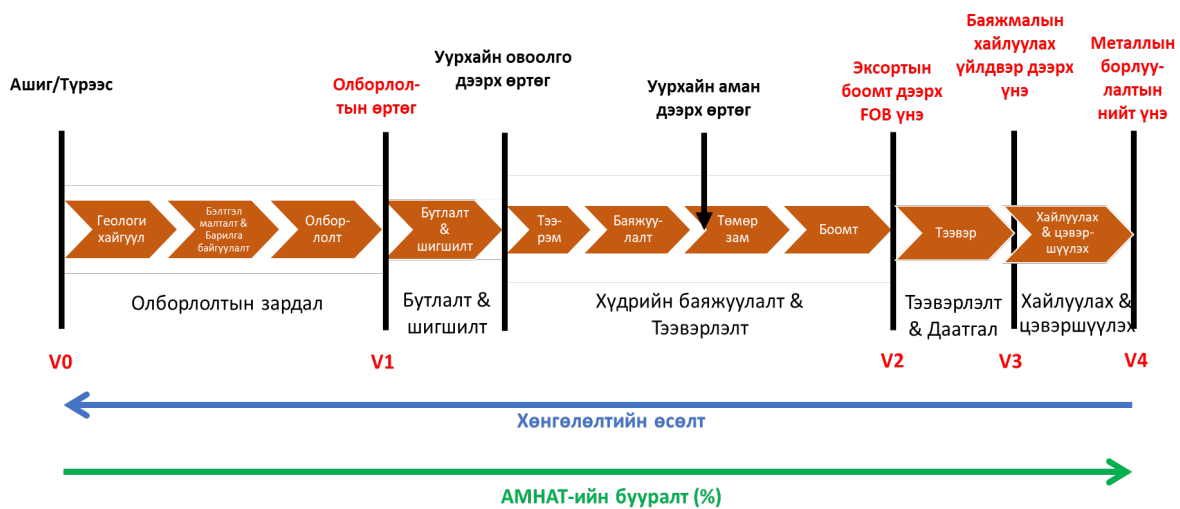 Ашиг/Түрээс
Олборлол-
тын өртөг
Уурхайн овоолго
дээрх өртөг
Уурхайн аман
дээрх өртөг
Экспортын
боомт дээрх
FOB үнэ
Баяжмалын
хайлуулах
үйлдвэр дээрх
үнэ
Металлын
борлуу-
лалтын
нийт үнэ
Геологи
хайгуул
Бэлтгэл
малталт &
Барилга
байгуулалт
Олбор-
лолт
Бутлалт
&
шигшилт
Тээ-
рэм
Баяжуу-
лалт
Төмөр
зам
Боомт
Тээвэр
Хайлуулах
& цэвэр-
шүүлэх
Олборлолтын зардал
Бутлалт &
шигшилт
Хүдрийн баяжуулалт &
Тээвэрлэлт
Тээвэрлэлт
& Даатгал
Хайлуулах &
цэвэршүүлэх
V0
V1
V2
V3
V4
Хөнгөлөлтийн өсөлт
АМНАТ-ийн бууралт (%)